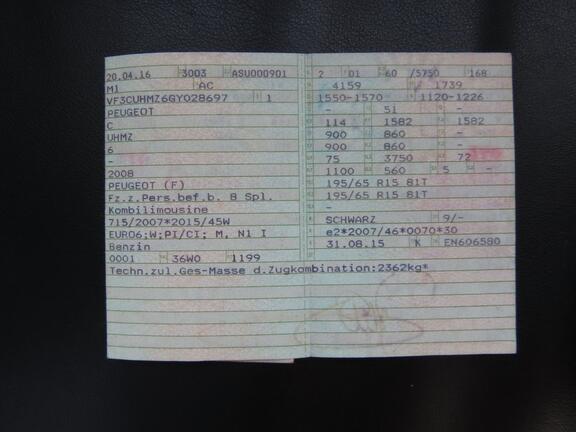 20.04.16 3003 ASU000901
M1 AC
VF3CUHMZ6GY028697 1
PEUGEOT
C
UHMZ
6
-
2008
PEUGEOT (F)
Fz.z.Pers.bef.b. 8 Spl.
Kombilimousine
715/2007*2015/45W
EURO6;W;PI/CI; M, N1 I
Benzin
0001 36W0 1199
Techn.zul.Ges-Masse d.Zugkombination:2362kg*
2 01 60 /5750 168
4159 1739
1550-1570 1120-1226
- 51 -
114 1582 1582
900 860 -
900 860 -
75 3750 72
1100 560 5 -
195/65 R15 81T
195/65 R15 81T
-
SCHWARZ 9/-
e2*2007/46*0070*30
31.08.15 K EN606580